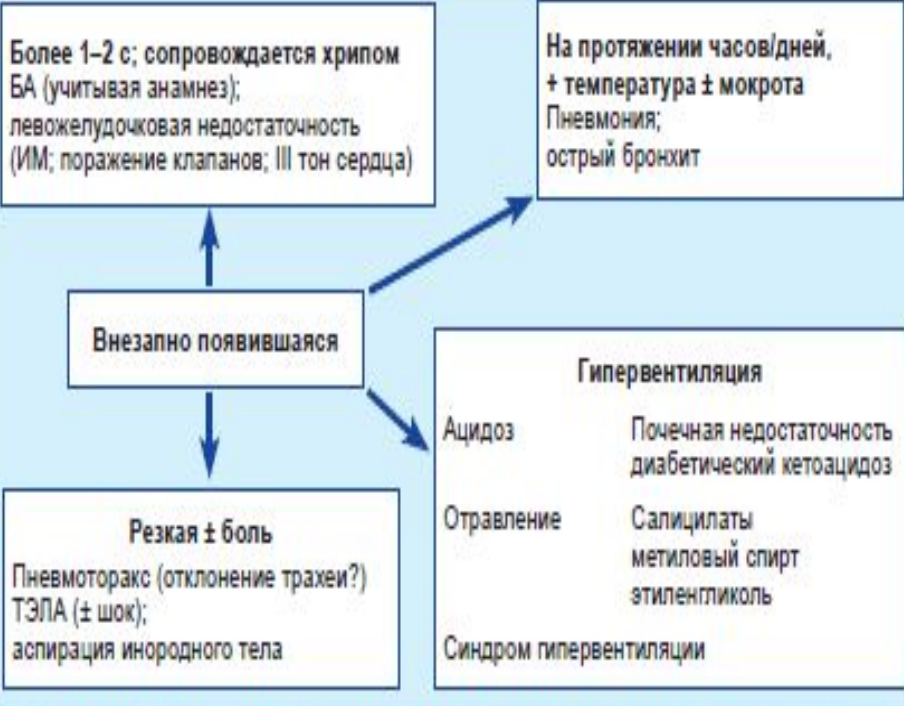 Более 1–2 с; сопровождается хрипом
БА (учитывая анамнез);
левожелудочковая недостаточность
(ИМ; поражение клапанов; III тон сердца)
На протяжении часов/дней,
+ температура ± мокрота
Пневмония;
острый бронхит
Внезапно появившаяся
Резкая ± боль
Пневмоторакс (отклонение трахеи?)
ТЭЛА (± шок);
аспирация инородного тела
Гипервентиляция
Ацидоз Почечная недостаточность
диабетический кетоацидоз
Отравление Салицилаты
метиловый спирт
этиленгликоль
Синдром гипервентиляции